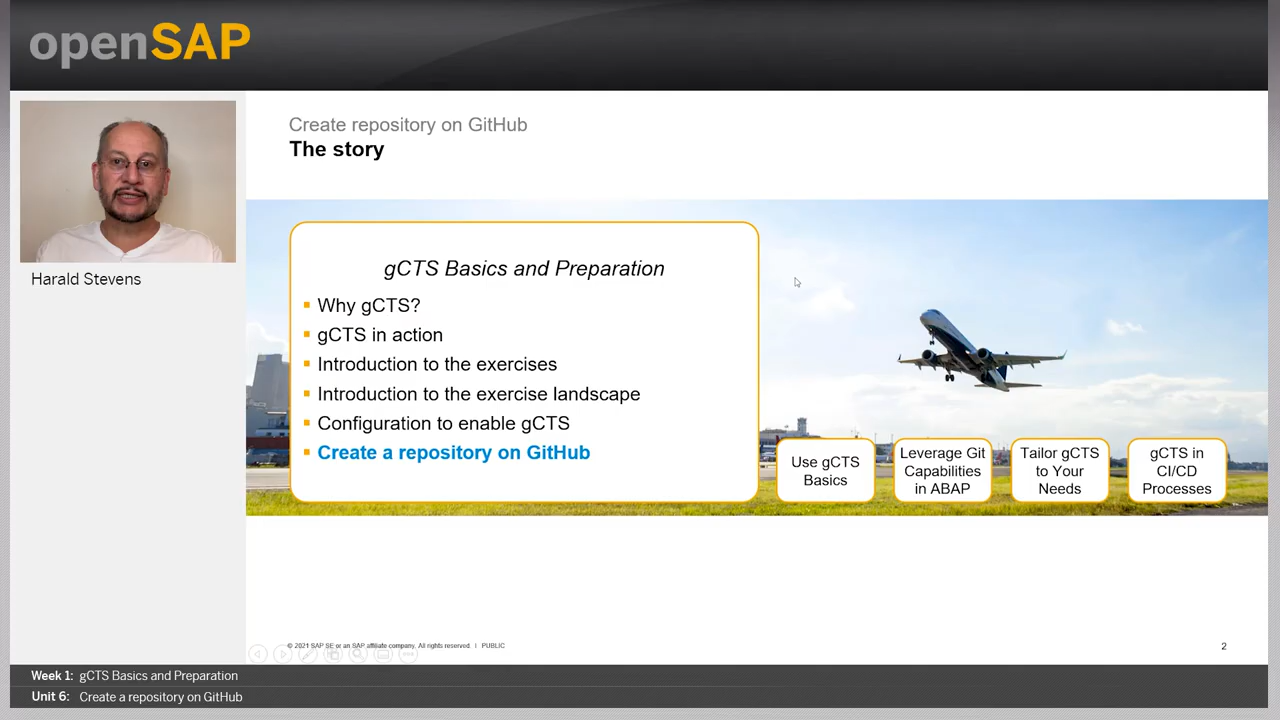 openSAP
Harald Stevens
Create repository on GitHub
The story
gCTS Basics and Preparation
Why gCTS?
gCTS in action
Introduction to the exercises
Introduction to the exercise landscape
Configuration to enable gCTS
Create a repository on GitHub
Use gCTS
Basics
Leverage Git
Capabilities
in ABAP
Tailor gCTS
to Your
Needs
gCTS in
CI/CD
Processes
© 2021 SAP SE or an SAP affiliate company. All rights reserved. I PUBLIC
2
Week 1: gCTS Basics and Preparation
Unit 6: Create a repository on GitHub